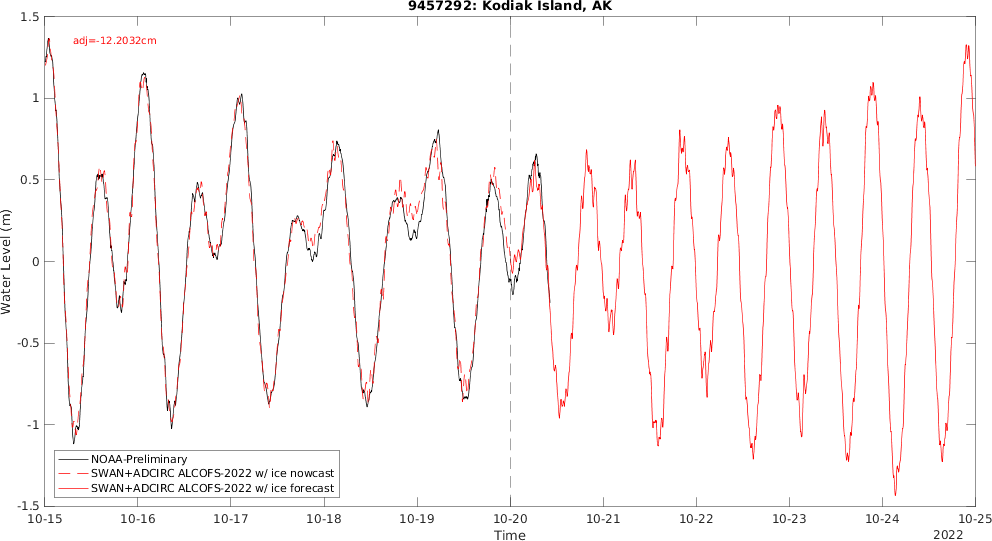 9457292: Kodiak Island, AK
adj=-12.2032cm
1.5
1
0.5
0
-0.5
-1
-1.5
Water Level (m)
NOAA-Preliminary
SWAN+ADCIRC ALCOFS-2022 w/ ice nowcast
SWAN+ADCIRC ALCOFS-2022 w/ ice forecast
10-15 10-16 10-17 10-18 10-19 10-20 10-21 10-22 10-23 10-24 10-25
Time
2022